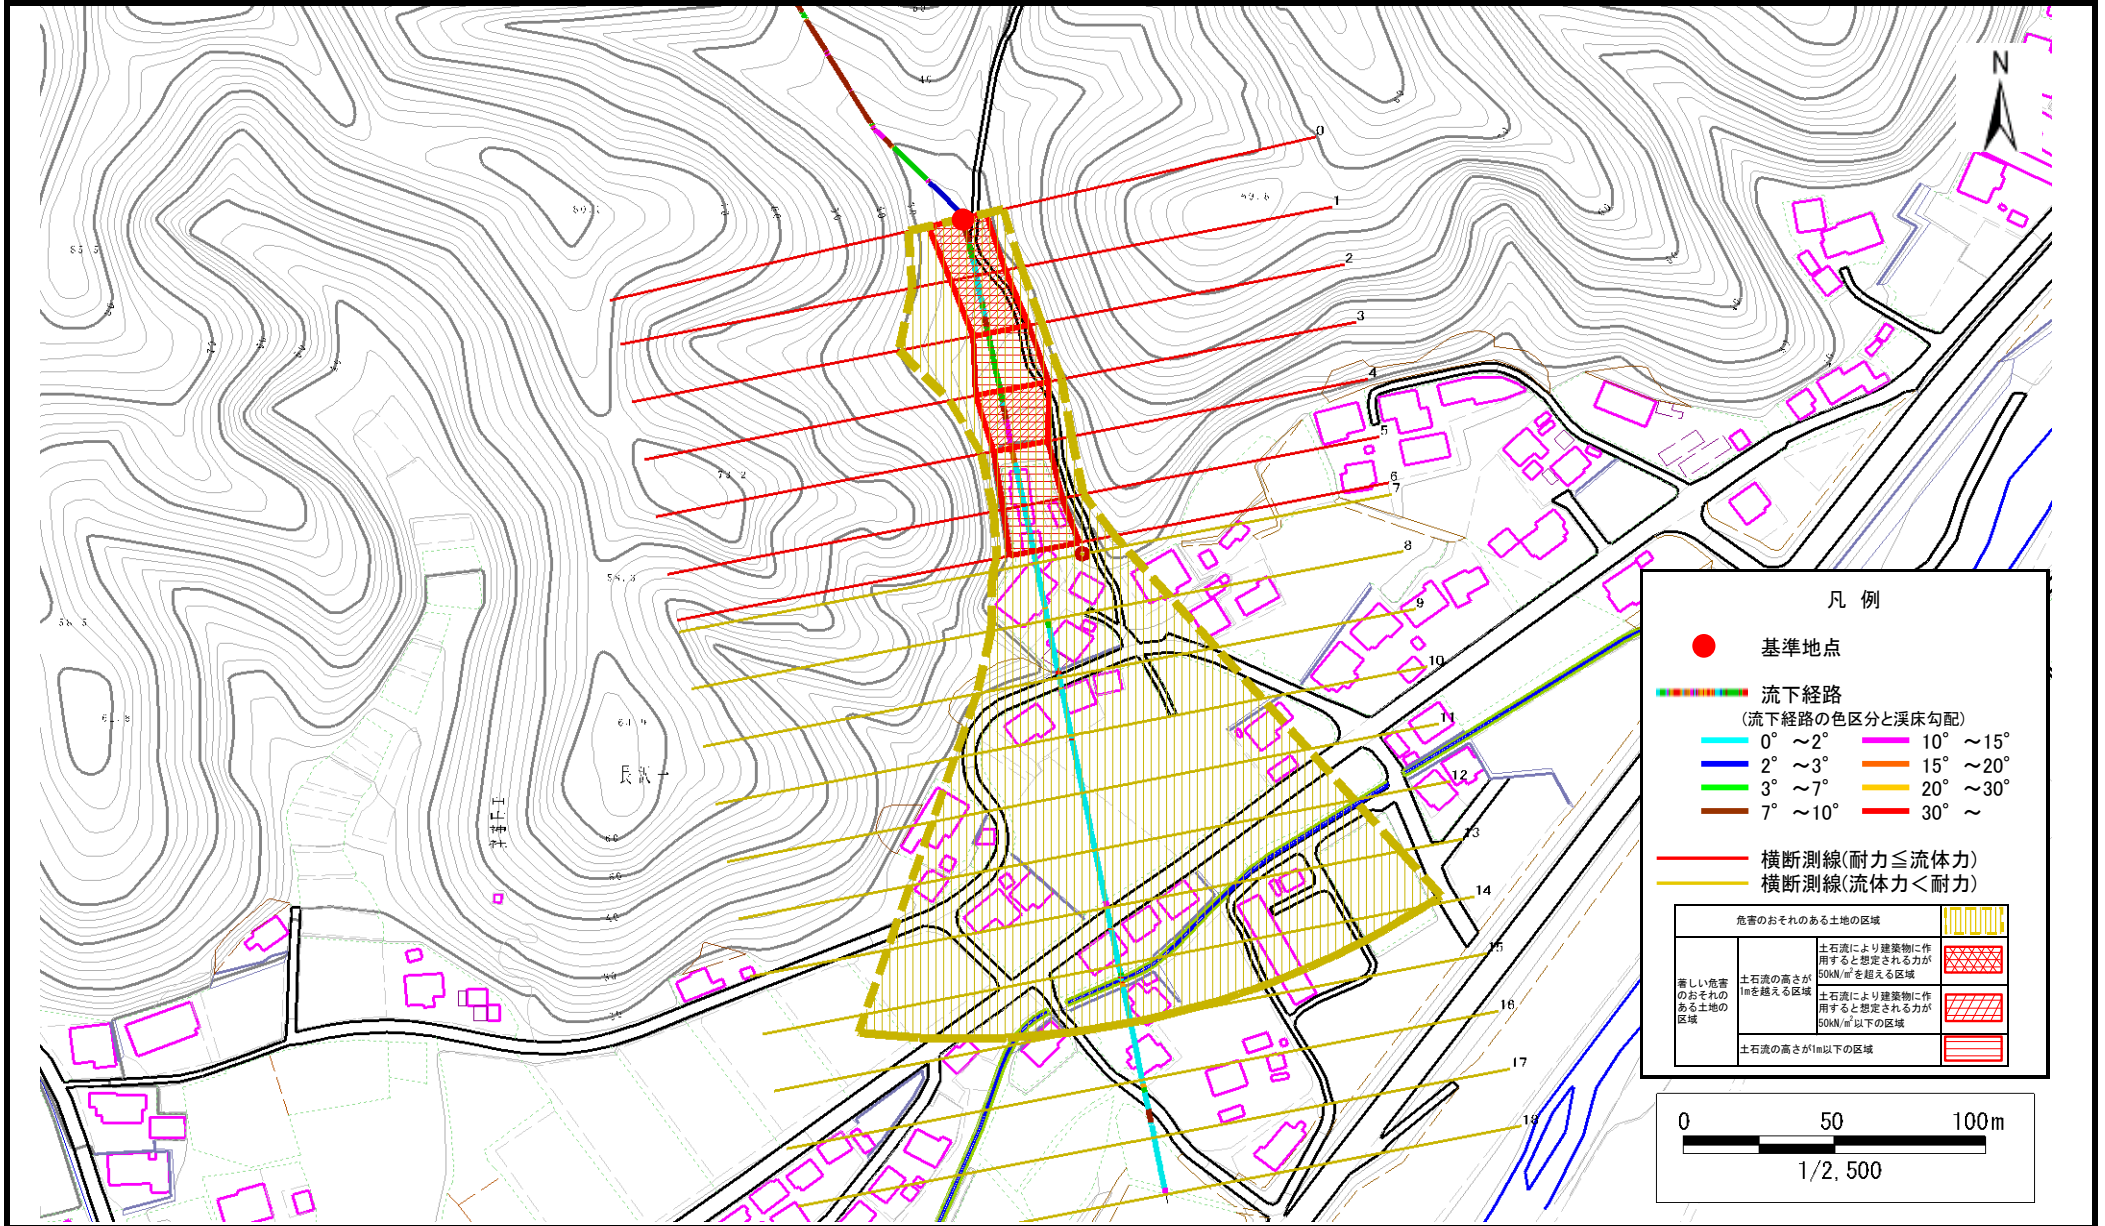 N
0
1
2
3
4
5
6
7
8
9
10
11
12
13
14
15
16
17
18
73.2
凡 例
基準地点
流下経路
(流下経路の色区分と渓床勾配)
0° ～2° 10° ～15°
2° ～3° 15° ～20°
3° ～7° 20° ～30°
7° ～10° 30° ～
横断測線(耐力≦流体力)
横断測線(流体力＜耐力)
危害のおそれのある土地の区域
著しい危害
のおそれの
ある土地の
区域
土石流の高さが
1mを越える区域
土石流により建築物に作
用すると想定される力が
50kN/㎡を超える区域
土石流により建築物に作
用すると想定される力が
50kN/㎡以下の区域
土石流の高さが1m以下の区域
0 50 100m
1/2,500